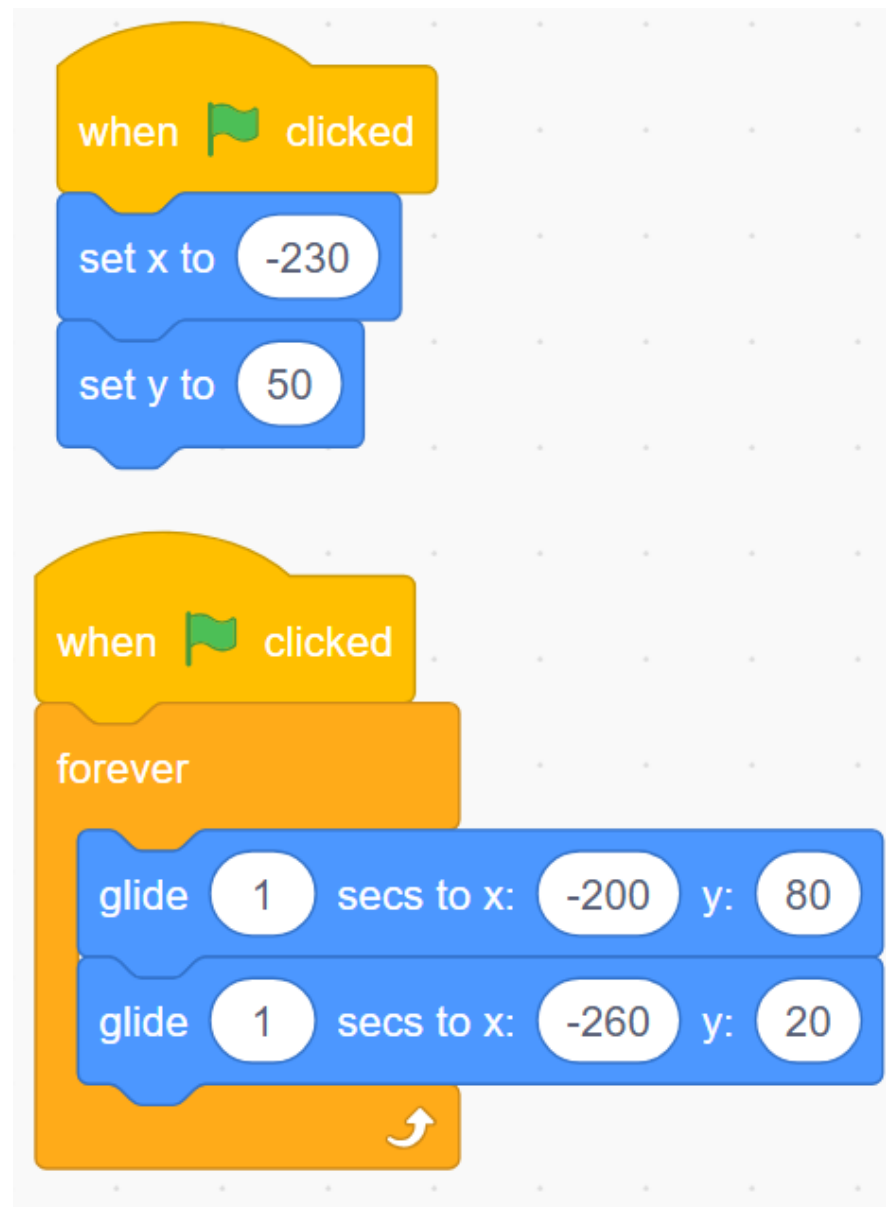 when clicked
set x to -230
set y to 50
when clicked
forever
glide 1 secs to x: -200 y: 80
glide 1 secs to x: -260 y: 20